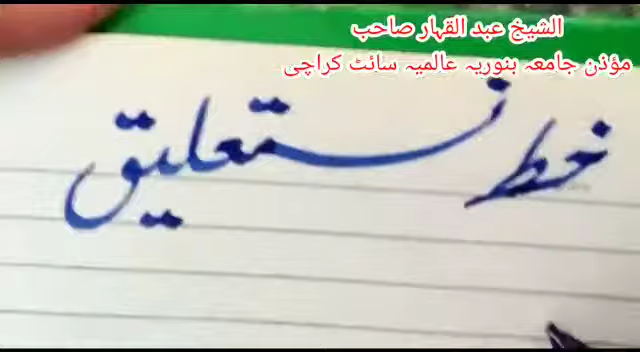 الشیخ عبد القہار صاحب
مؤذن جامعہ بنوریہ عالمیہ سائٹ کراچی
خط نستعلیق